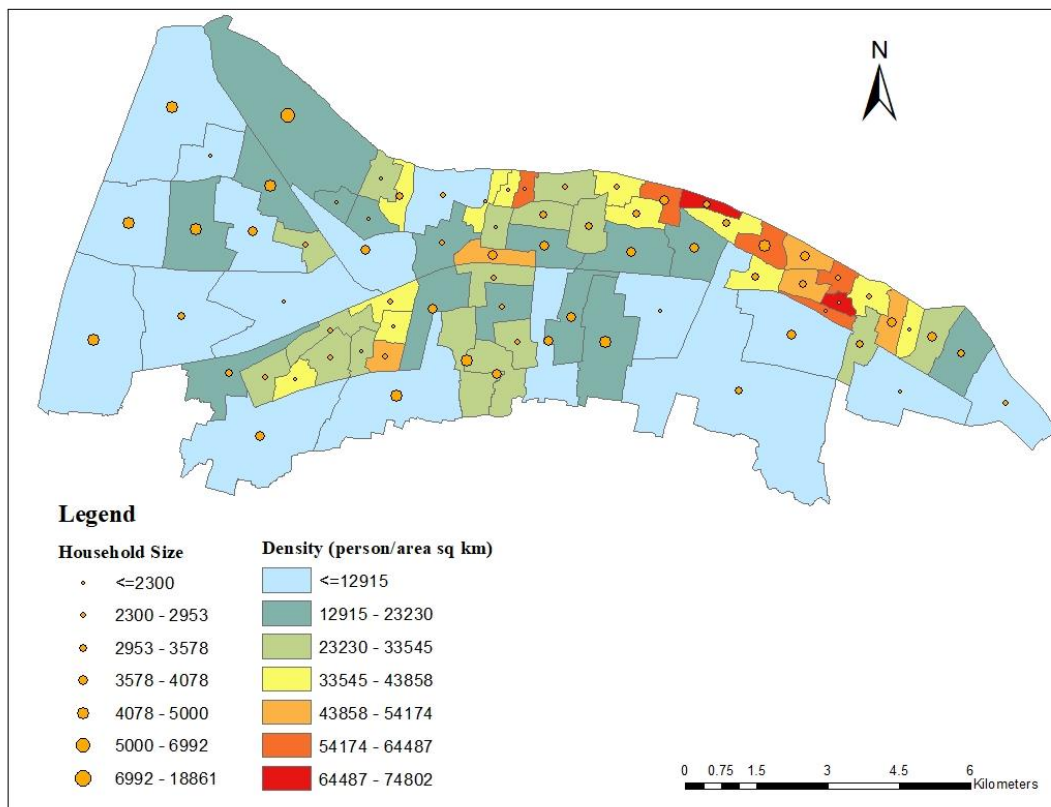 N
Legend
Household Size
<=2300
2300 - 2953
2953 - 3578
3578 - 4078
4078 - 5000
5000 - 6992
6992 - 18861
Density (person/area sq km)
<=12915
12915 - 23230
23230 - 33545
33545 - 43858
43858 - 54174
54174 - 64487
64487 - 74802
0 0.75 1.5 3 4.5 6
Kilometers